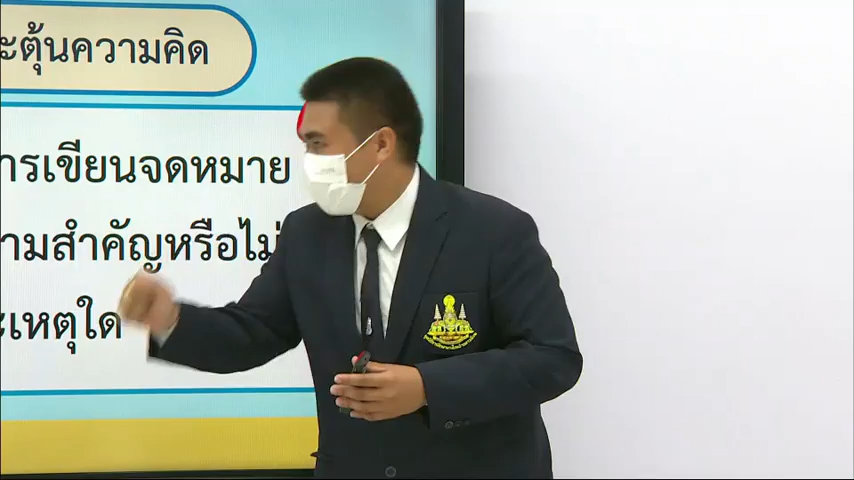 ะตุ้นความคิด
ารเขียนจดหมาย
ามสำคัญหรือไม่
ะเหตุใด